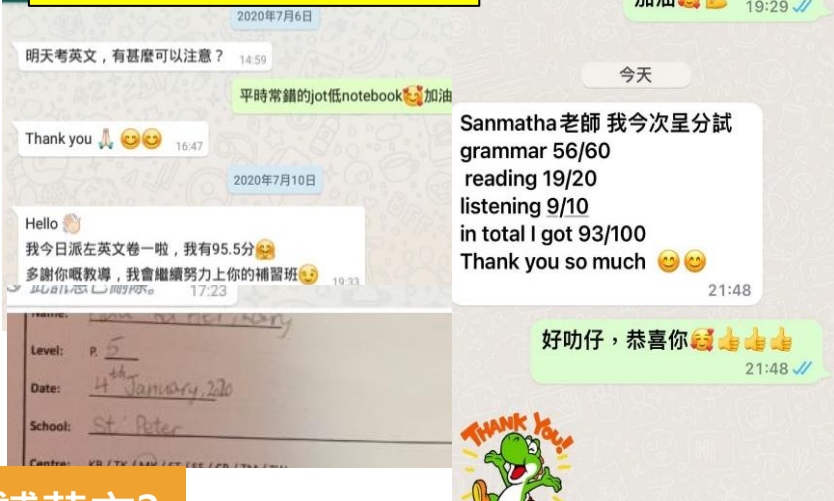 2020年7月6日
明天考英文，有甚麼可以注意？ 14:59
平時常錯的jot低notebook🥰加油
Thank you 🙏🏻 😊😊 16:47
2020年7月10日
Hello 👋🏻
我今日派左英文卷一啦，我有95.5分🤗
多謝你嘅教導，我會繼續努力上你的補習班😉 19:33
此訊息已刪除。 17:23
Name:
Level: P. 5
Date: 4th January, 2020
School: St. Peter
Centre:
加油🥰💪 19:29
今天
Sanmatha老師 我今次呈分試
grammar 56/60
reading 19/20
listening 9/10
in total I got 93/100
Thank you so much 😊😊
21:48
好叻仔，恭喜你🥰👍👍👍
21:48
THANK YOU!